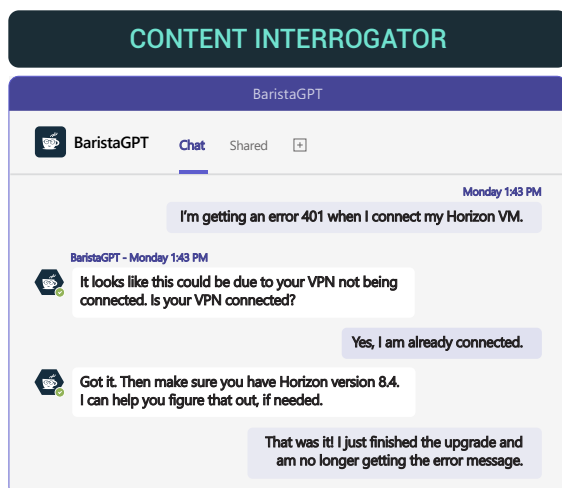 CONTENT INTERROGATOR
BaristaGPT
BaristaGPT Chat Shared
Monday 1:43 PM
I'm getting an error 401 when I connect my Horizon VM.
BaristaGPT - Monday 1:43 PM
It looks like this could be due to your VPN not being
connected. Is your VPN connected?
Yes, I am already connected.
Got it. Then make sure you have Horizon version 8.4.
I can help you figure that out, if needed.
That was it! I just finished the upgrade and
am no longer getting the error message.